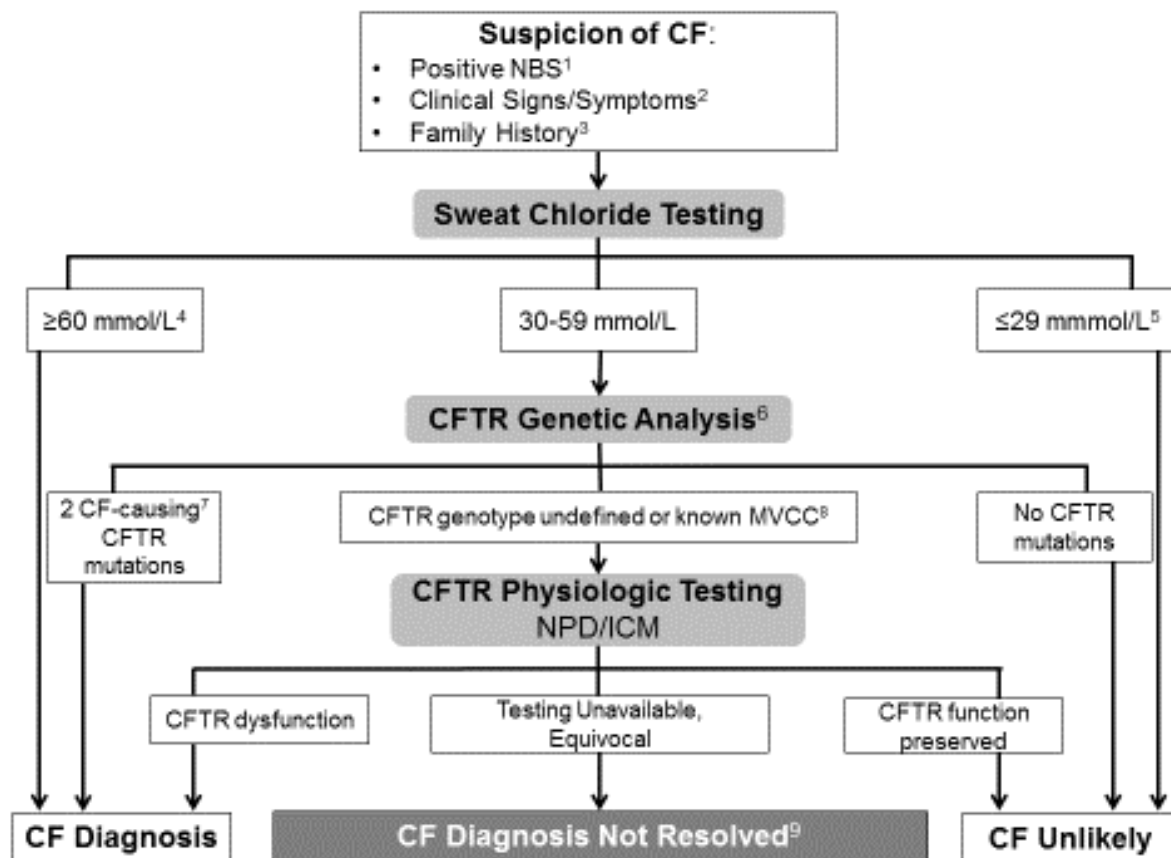 Suspicion of CF:
• Positive NBS¹
• Clinical Signs/Symptoms²
• Family History³
Sweat Chloride Testing
≥60 mmol/L⁴
30-59 mmol/L
≤29 mmmol/L⁵
CFTR Genetic Analysis⁶
2 CF-causing⁷
CFTR
mutations
CFTR genotype undefined or known MVCC⁸
No CFTR
mutations
CFTR Physiologic Testing
NPD/ICM
CFTR dysfunction
Testing Unavailable,
Equivocal
CFTR function
preserved
CF Diagnosis
CF Diagnosis Not Resolved⁹
CF Unlikely